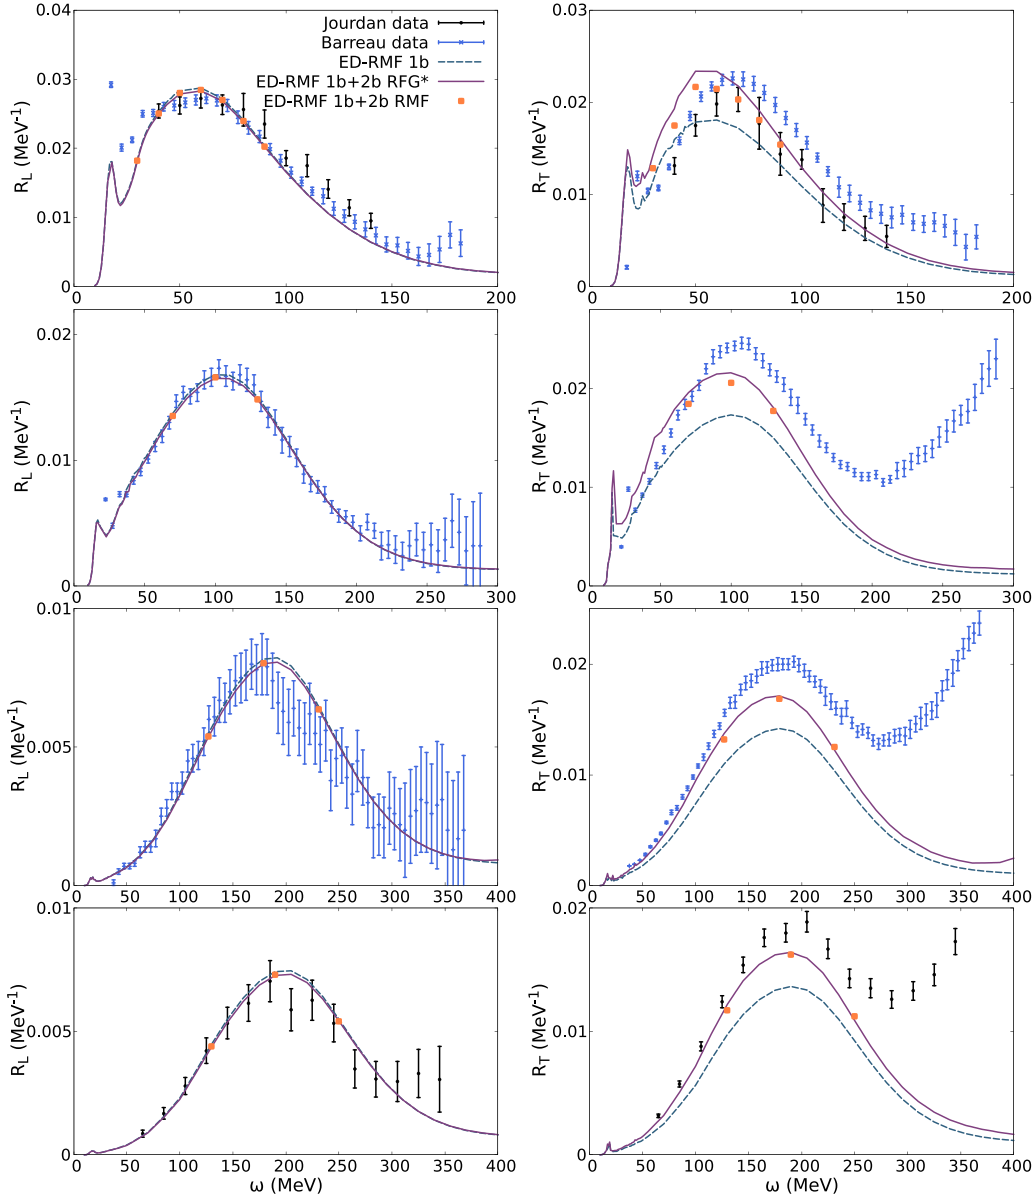 0.04
0.03
0.02
0.01
0
R_L (MeV⁻¹)
Jourdan data
Barreau data
ED-RMF 1b
ED-RMF 1b+2b RFG*
ED-RMF 1b+2b RMF
0 50 100 150 200
0.03
0.02
0.01
0
R_T (MeV⁻¹)
0 50 100 150 200
0.02
0.01
0
R_L (MeV⁻¹)
0 50 100 150 200 250 300
0.02
0.01
0
R_T (MeV⁻¹)
0 50 100 150 200 250 300
0.01
0.005
0
R_L (MeV⁻¹)
0 50 100 150 200 250 300 350 400
0.02
0.01
0
R_T (MeV⁻¹)
0 50 100 150 200 250 300 350 400
0.01
0.005
0
R_L (MeV⁻¹)
0 50 100 150 200 250 300 350 400
ω (MeV)
0.02
0.01
0
R_T (MeV⁻¹)
0 50 100 150 200 250 300 350 400
ω (MeV)